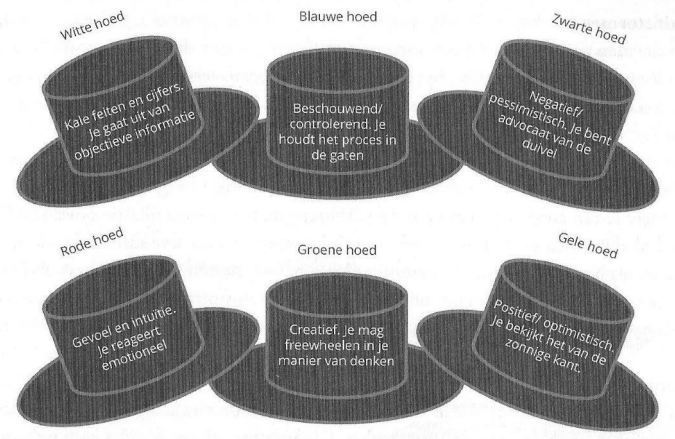 Witte hoed
Kale feiten en cijfers.
Je gaat uit van
objectieve informatie
Blauwe hoed
Beschouwend/
controlerend. Je
houdt het proces in
de gaten
Zwarte hoed
Negatief/
pessimistisch. Je bent
advocaat van de
duivel
Rode hoed
Gevoel en intuïtie.
Je reageert
emotioneel
Groene hoed
Creatief. Je mag
freewheelen in je
manier van denken
Gele hoed
Positief/ optimistisch.
Je bekijkt het van de
zonnige kant.